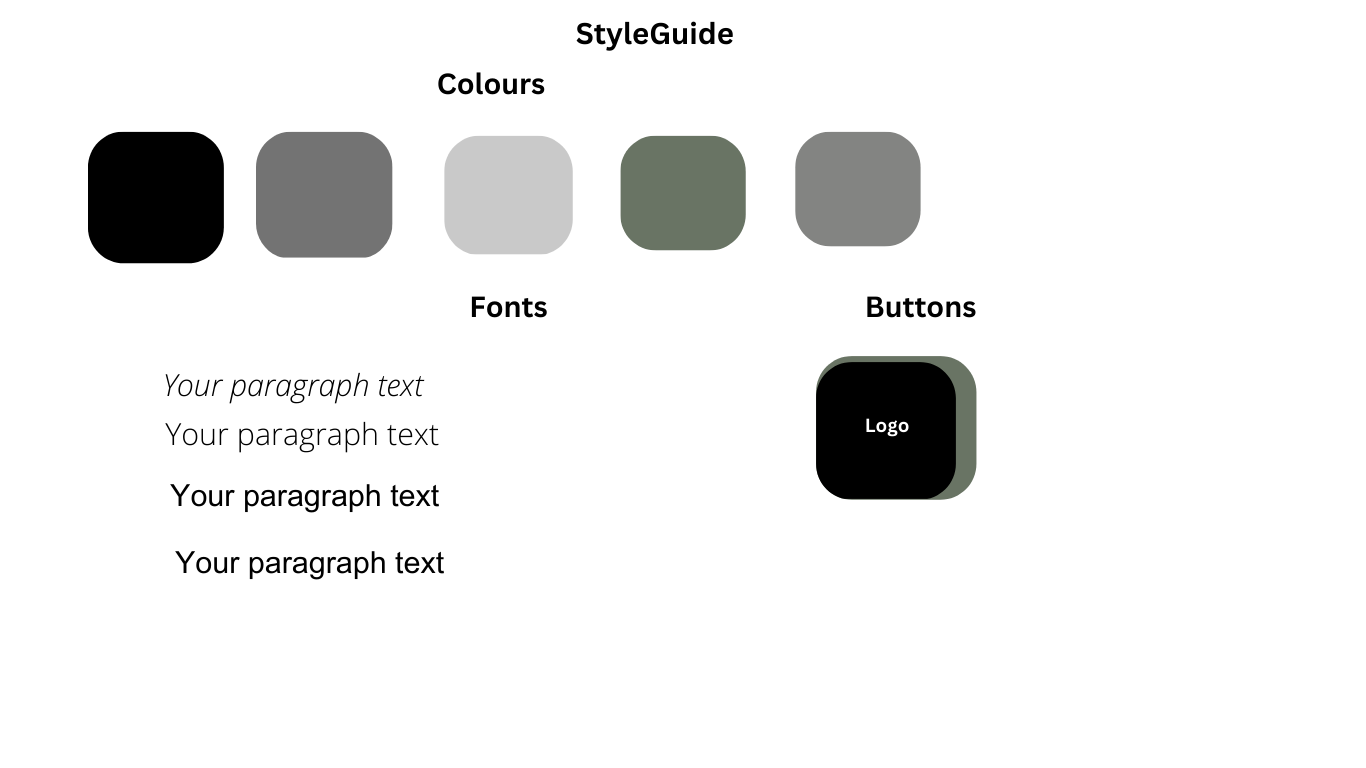 StyleGuide
Colours
Fonts
Buttons
Your paragraph text
Your paragraph text
Your paragraph text
Your paragraph text
Logo